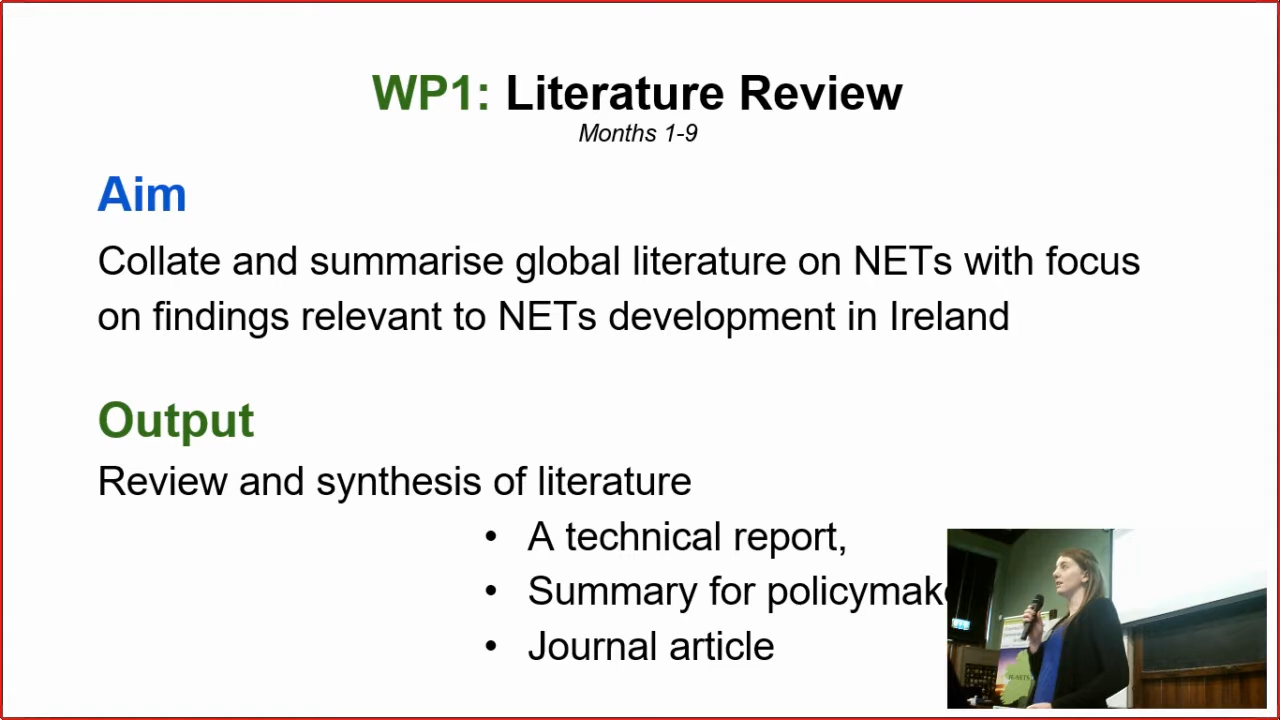 WP1: Literature Review
Months 1-9
Aim
Collate and summarise global literature on NETs with focus
on findings relevant to NETs development in Ireland
Output
Review and synthesis of literature
• A technical report,
• Summary for policymake
• Journal article